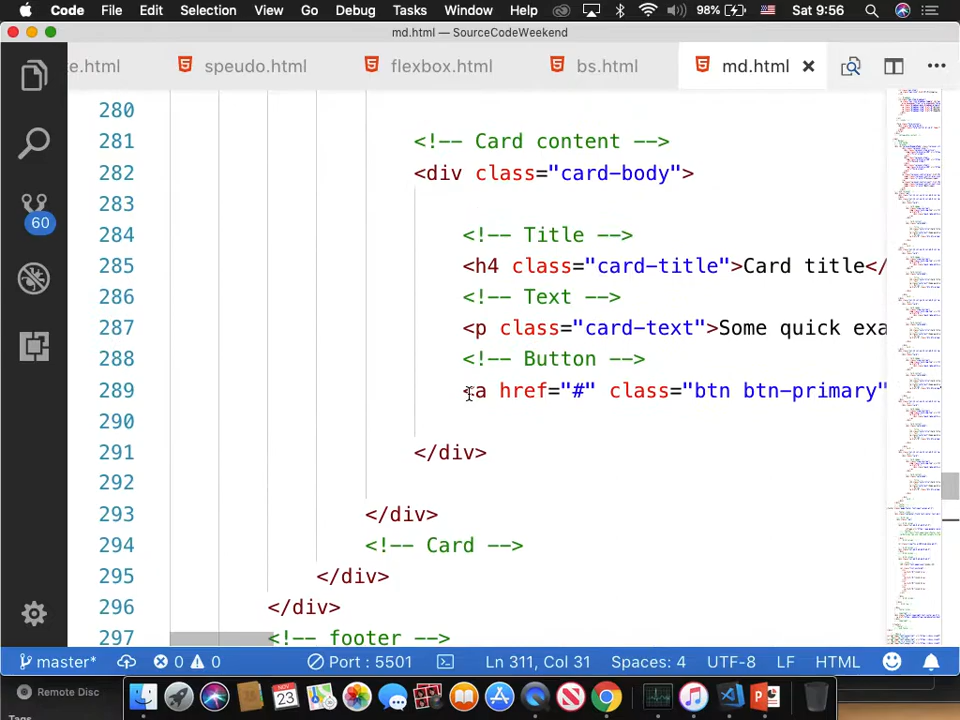 Code File Edit Selection View Go Debug Tasks Window Help 98% Sat 9:56
md.html — SourceCodeWeekend
e.html speudo.html flexbox.html bs.html md.html
280
281 <!-- Card content -->
282 <div class="card-body">
283
284 <!-- Title -->
285 <h4 class="card-title">Card title</
286 <!-- Text -->
287 <p class="card-text">Some quick exa
288 <!-- Button -->
289 <a href="#" class="btn btn-primary"
290
291 </div>
292
293 </div>
294 <!-- Card -->
295 </div>
296 </div>
297 <!-- footer -->
60
master* 0 0 Port : 5501 Ln 311, Col 31 Spaces: 4 UTF-8 LF HTML
Remote Disc
Tags
NOV
23